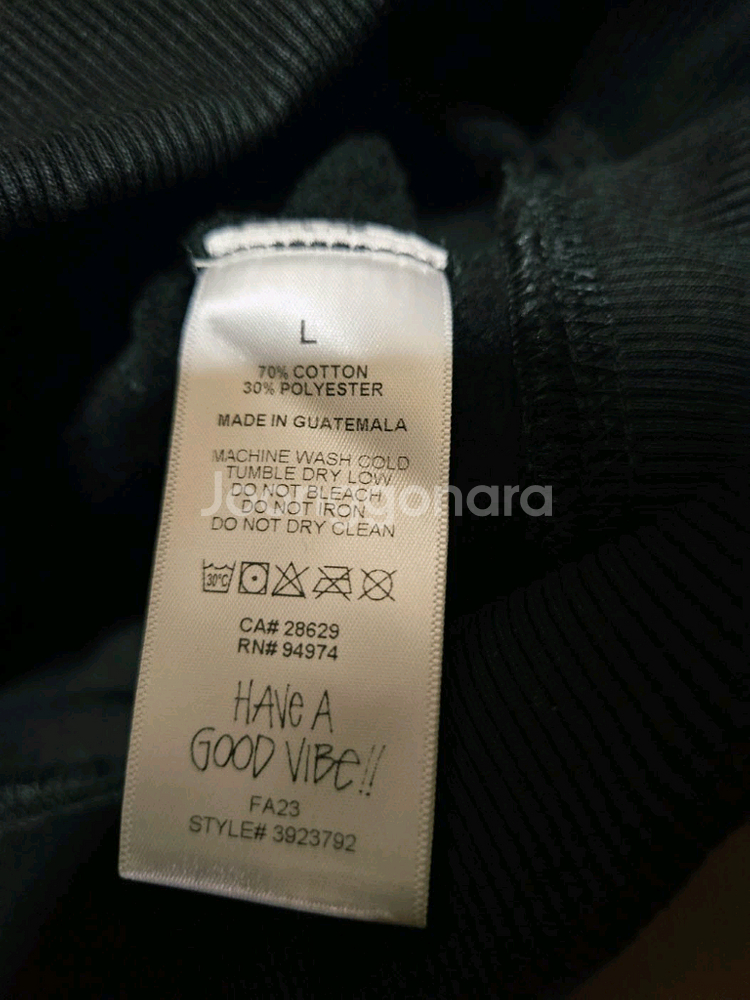 L
70% COTTON
30% POLYESTER
MADE IN GUATEMALA
MACHINE WASH COLD
TUMBLE DRY LOW
DO NOT BLEACH
DO NOT IRON
DO NOT DRY CLEAN
Joonggonara
30°C
CA# 28629
RN# 94974
HAVE A
GOOD VIBE!!
FA23
STYLE# 3923792